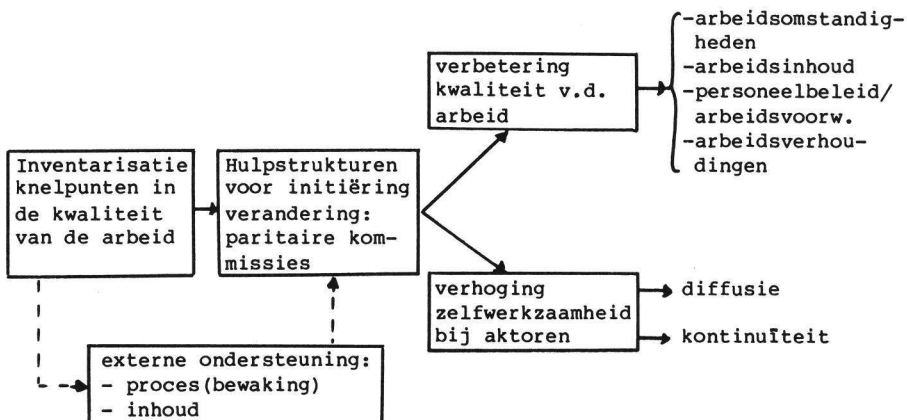 Inventarisatie
knelpunten in
de kwaliteit
van de arbeid
Hulpstrukturen
voor initiëring
verandering:
paritaire kom-
missies
verbetering
kwaliteit v.d.
arbeid
-arbeidsomstandig-
heden
-arbeidsinhoud
-personeelbeleid/
arbeidsvoorw.
-arbeidsverhou-
dingen
verhoging
zelfwerkzaamheid
bij aktoren
diffusie
kontinuïteit
externe ondersteuning:
- proces(bewaking)
- inhoud